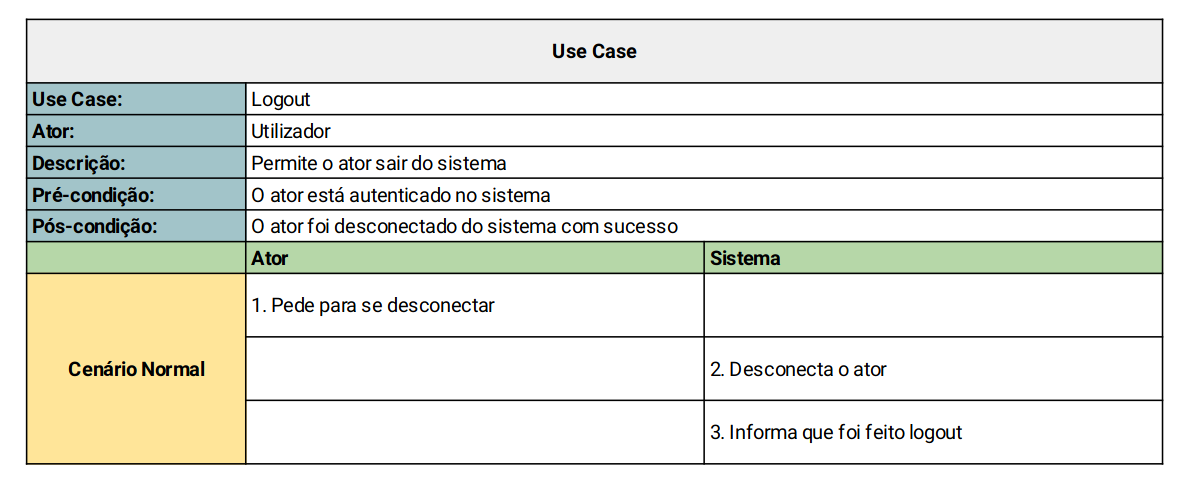 Use Case
Use Case: Logout
Ator: Utilizador
Descrição: Permite o ator sair do sistema
Pré-condição: O ator está autenticado no sistema
Pós-condição: O ator foi desconectado do sistema com sucesso
Ator Sistema
Cenário Normal
1. Pede para se desconectar
2. Desconecta o ator
3. Informa que foi feito logout